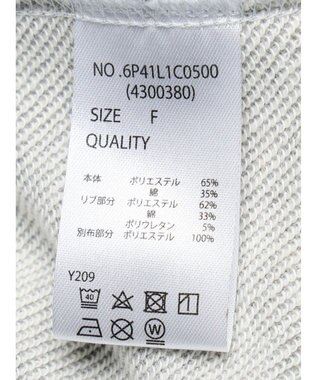 NO .6P41L1C0500
(4300380)
SIZE F
QUALITY
本体 ポリエステル 65%
綿 35%
リブ部分 ポリエステル 62%
綿 33%
ポリウレタン 5%
別布部分 ポリエステル 100%
Y209
40
W